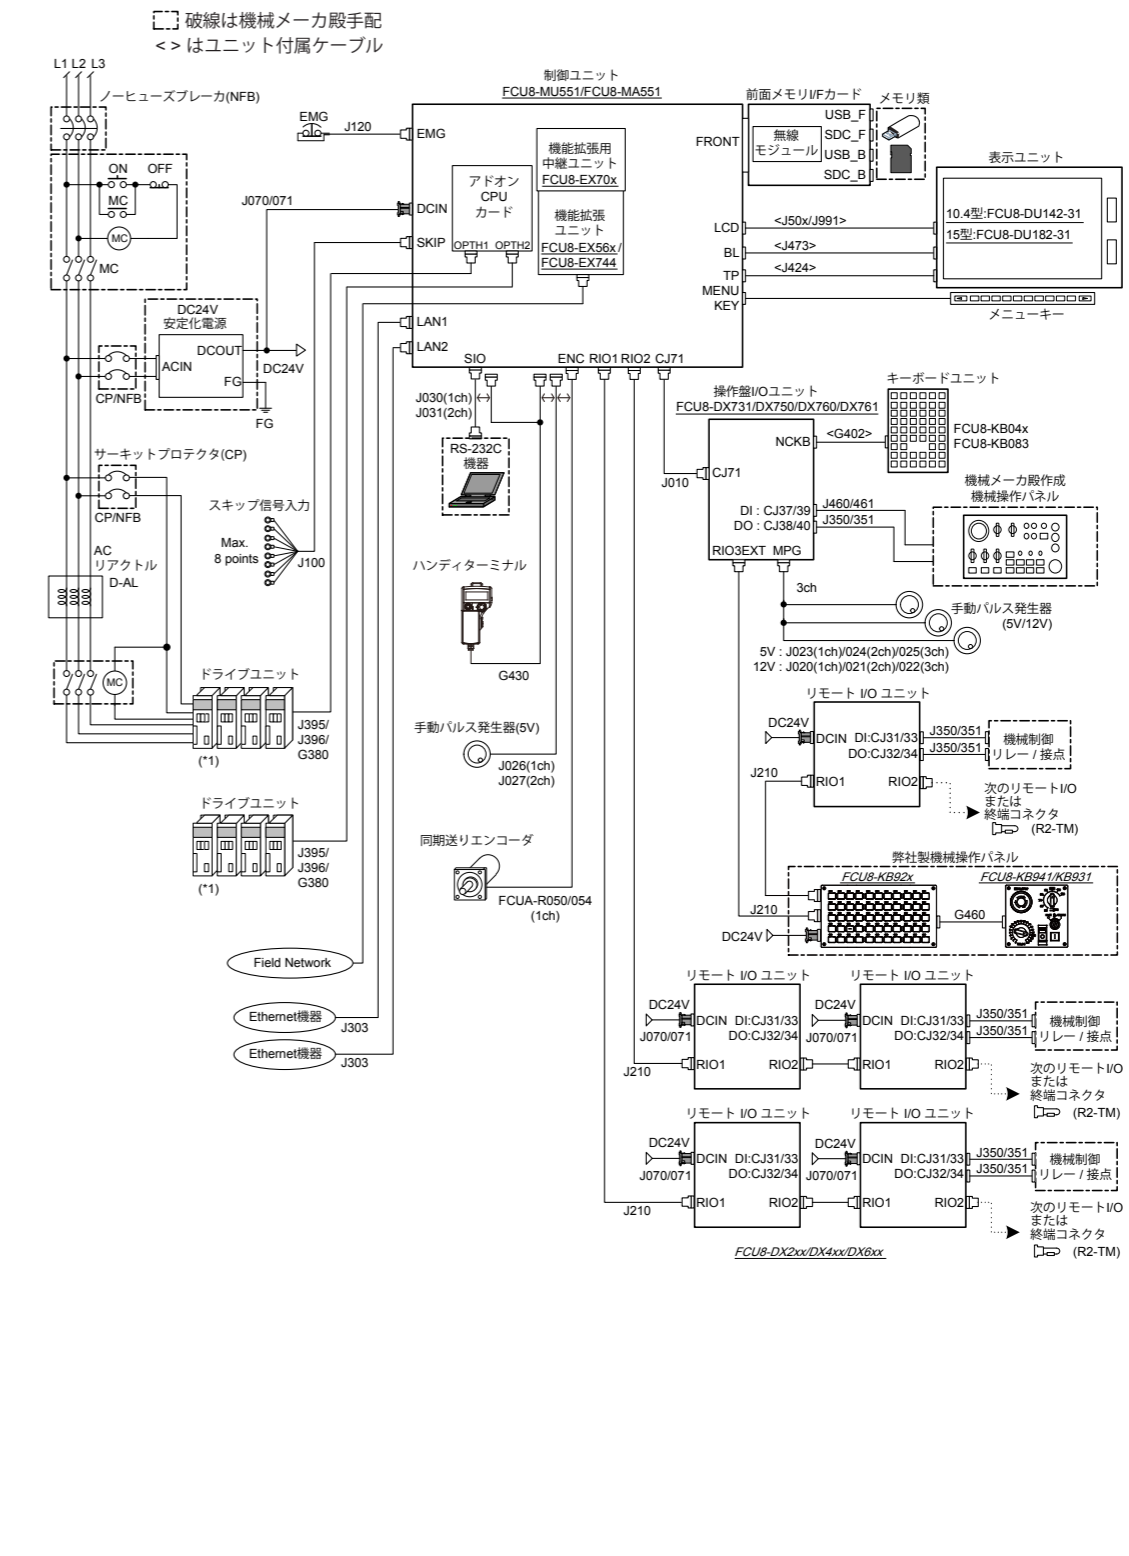 破線は機械メーカ殿手配
< > はユニット付属ケーブル
L1 L2 L3
ノーヒューズブレーカ(NFB)
ON
OFF
MC
MC
MC
DC24V
安定化電源
DCOUT
ACIN
FG
DC24V
FG
CP/NFB
サーキットプロテクタ(CP)
CP/NFB
AC
リアクトル
D-AL
MC
EMG
J120
J070/071
制御ユニット
FCU8-MU551/FCU8-MA551
EMG
DCIN
SKIP
LAN1
LAN2
アドオン
CPU
カード
OPTH1 OPTH2
機能拡張用
中継ユニット
FCU8-EX70x
機能拡張
ユニット
FCU8-EX56x /
FCU8-EX744
FRONT
LCD
BL
TP
MENU
KEY
SIO
ENC RIO1 RIO2 CJ71
前面メモリI/Fカード
無線
モジュール
USB_F
SDC_F
USB_B
SDC_B
メモリ類
表示ユニット
10.4型:FCU8-DU142-31
15型:FCU8-DU182-31
<J50x/J991>
<J473>
<J424>
メニューキー
J030(1ch)
J031(2ch)
RS-232C
機器
スキップ信号入力
Max.
8 points
J100
ハンディターミナル
G430
手動パルス発生器(5V)
J026(1ch)
J027(2ch)
同期送りエンコーダ
FCUA-R050/054
(1ch)
ドライブユニット
J395/
J396/
G380
(*1)
ドライブユニット
J395/
J396/
G380
(*1)
Field Network
Ethernet機器
J303
Ethernet機器
J303
操作盤I/Oユニット
FCU8-DX731/DX750/DX760/DX761
NCKB
CJ71
DI : CJ37/39
DO : CJ38/40
RIO3EXT MPG
J010
キーボードユニット
<G402>
FCU8-KB04x
FCU8-KB083
機械メーカ殿作成
機械操作パネル
J460/461
J350/351
3ch
手動パルス発生器
(5V/12V)
5V : J023(1ch)/024(2ch)/025(3ch)
12V : J020(1ch)/021(2ch)/022(3ch)
リモート I/O ユニット
DC24V
DCIN DI:CJ31/33
DO:CJ32/34
RIO1 RIO2
J350/351
J350/351
機械制御
リレー / 接点
J210
次のリモートI/O
または
終端コネクタ
(R2-TM)
弊社製機械操作パネル
FCU8-KB92x
FCU8-KB941/KB931
J210
G460
DC24V
リモート I/O ユニット
リモート I/O ユニット
DC24V
DCIN DI:CJ31/33
J070/071
DO:CJ32/34
RIO1 RIO2
J210
DC24V
DCIN DI:CJ31/33
J070/071
DO:CJ32/34
RIO1 RIO2
J350/351
J350/351
機械制御
リレー / 接点
次のリモートI/O
または
終端コネクタ
(R2-TM)
リモート I/O ユニット
リモート I/O ユニット
DC24V
DCIN DI:CJ31/33
J070/071
DO:CJ32/34
RIO1 RIO2
J210
DC24V
DCIN DI:CJ31/33
J070/071
DO:CJ32/34
RIO1 RIO2
J350/351
J350/351
機械制御
リレー / 接点
次のリモートI/O
または
終端コネクタ
(R2-TM)
FCU8-DX2xx/DX4xx/DX6xx